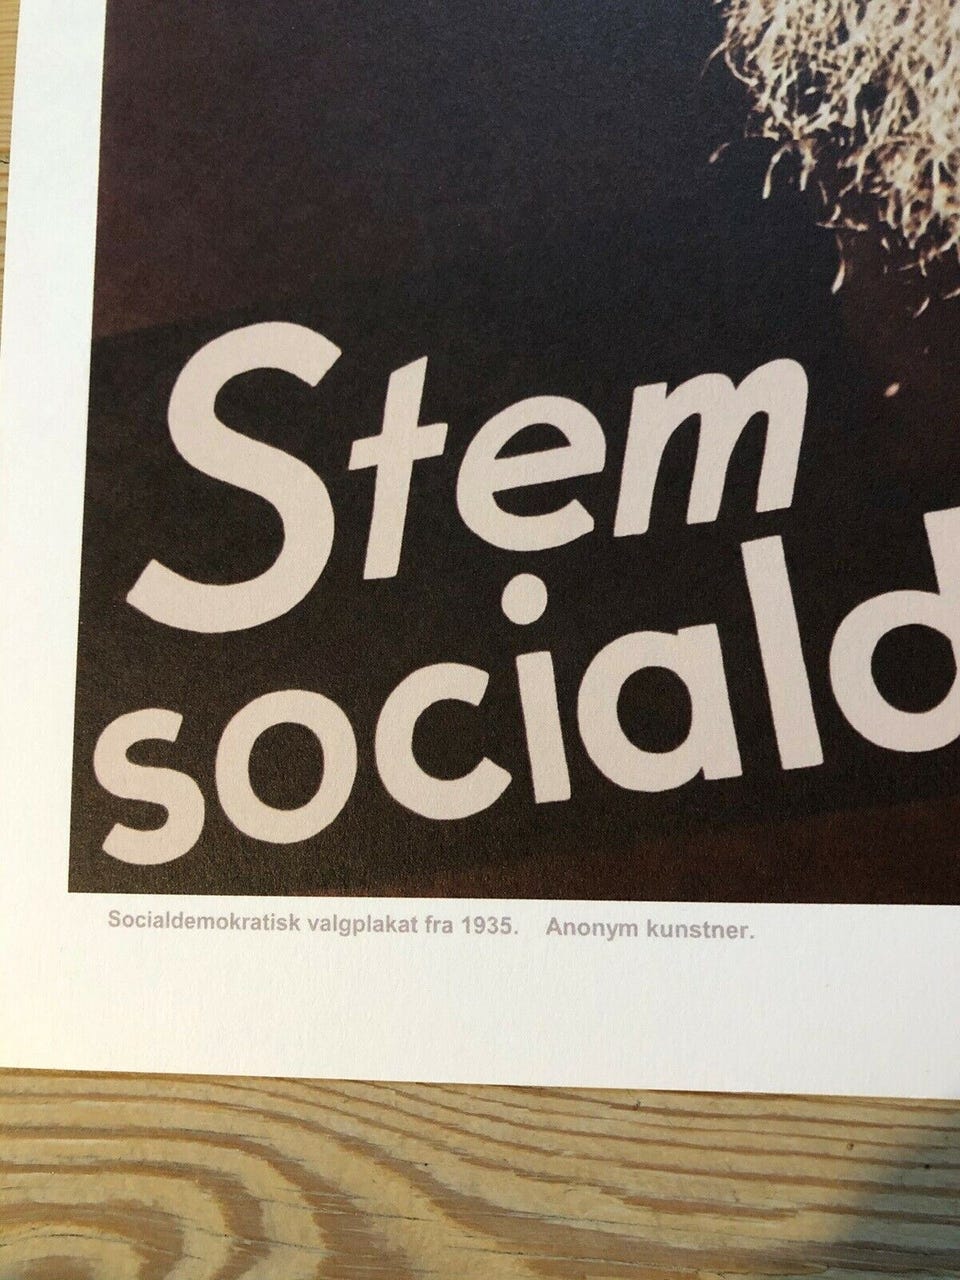 Stem
sociald
Socialdemokratisk valgplakat fra 1935. Anonym kunstner.